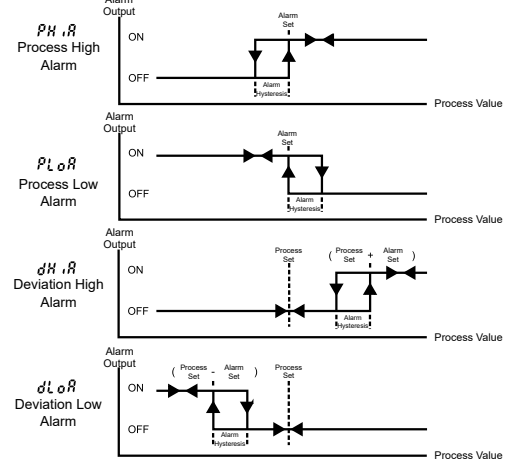 Alarm
Output
PHiA
Process High
Alarm
ON
OFF
Alarm
Set
Alarm
Hysteresis
Process Value
Alarm
Output
PLoA
Process Low
Alarm
ON
OFF
Alarm
Set
Alarm
Hysteresis
Process Value
Alarm
Output
dHiA
Deviation High
Alarm
ON
OFF
Process
Set
( Process Set + Alarm Set )
Alarm
Hysteresis
Process Value
Alarm
Output
dLoA
Deviation Low
Alarm
ON
OFF
( Process Set - Alarm Set )
Process
Set
Alarm
Hysteresis
Process Value